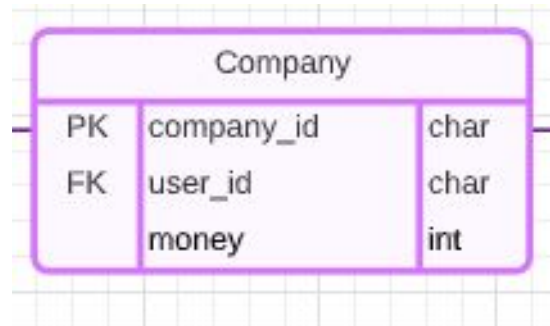 Company
PK company_id char
FK user_id char
money int